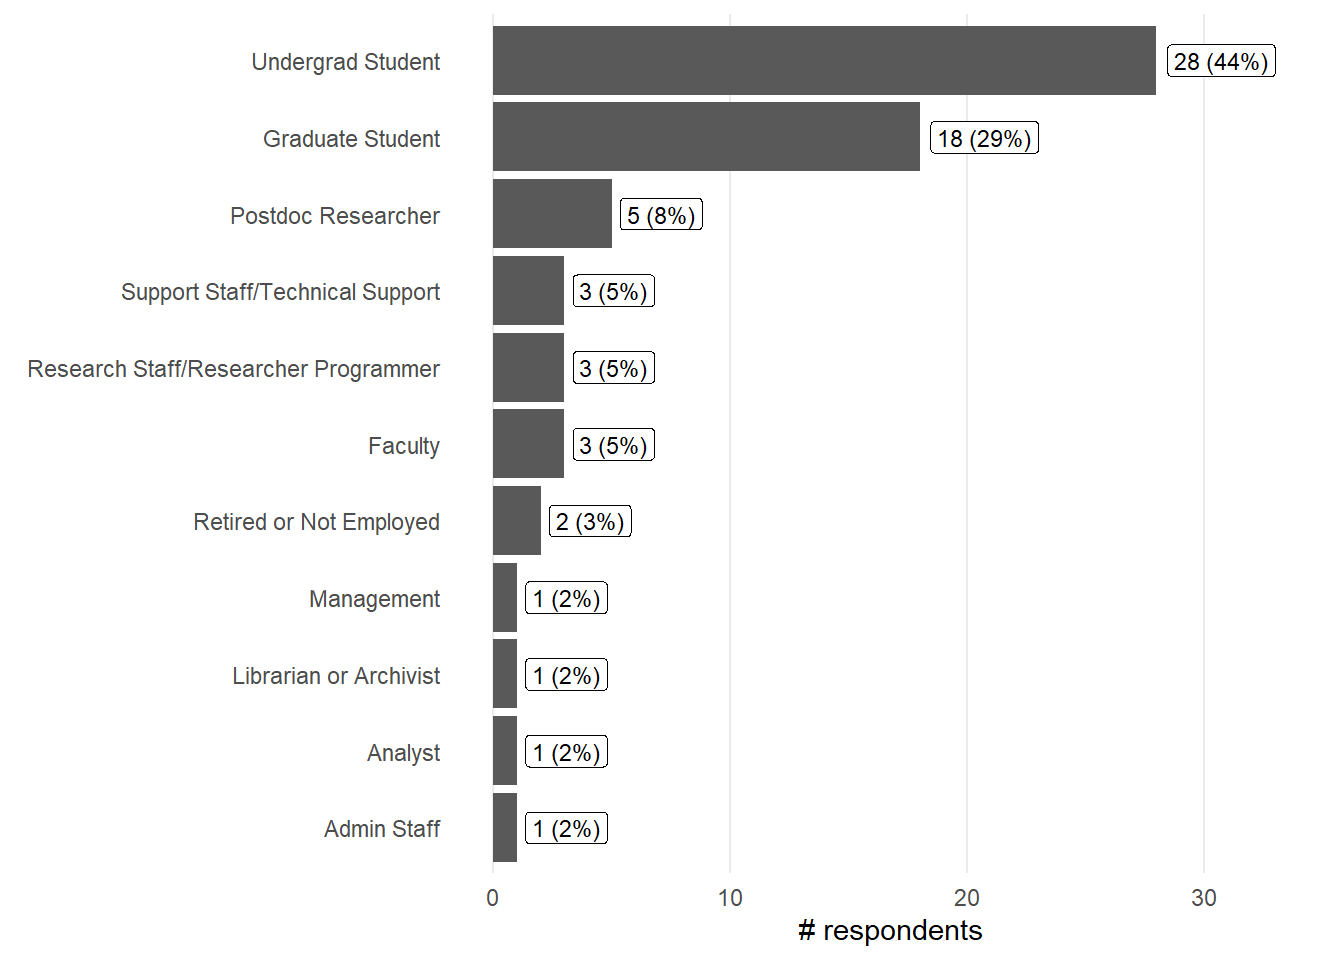 Undergrad Student 28 (44%)
Graduate Student 18 (29%)
Postdoc Researcher 5 (8%)
Support Staff/Technical Support 3 (5%)
Research Staff/Researcher Programmer 3 (5%)
Faculty 3 (5%)
Retired or Not Employed 2 (3%)
Management 1 (2%)
Librarian or Archivist 1 (2%)
Analyst 1 (2%)
Admin Staff 1 (2%)
0 10 20 30
# respondents